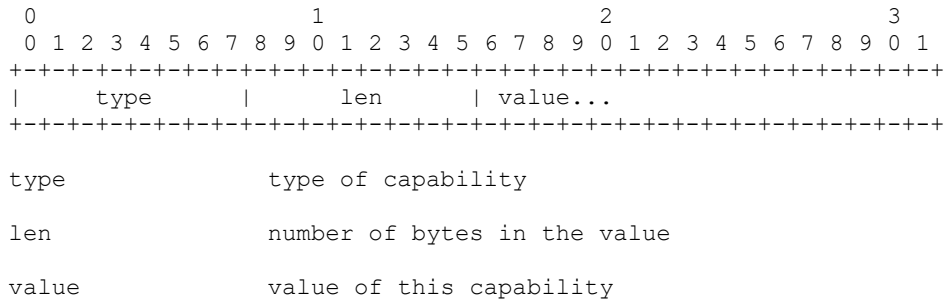 0                   1                   2                   3
 0 1 2 3 4 5 6 7 8 9 0 1 2 3 4 5 6 7 8 9 0 1 2 3 4 5 6 7 8 9 0 1
+-+-+-+-+-+-+-+-+-+-+-+-+-+-+-+-+-+-+-+-+-+-+-+-+-+-+-+-+-+-+-+-+
|     type      |      len      | value...
+-+-+-+-+-+-+-+-+-+-+-+-+-+-+-+-+-+-+-+-+-+-+-+-+-+-+-+-+-+-+-+-+
type              type of capability
len               number of bytes in the value
value             value of this capability